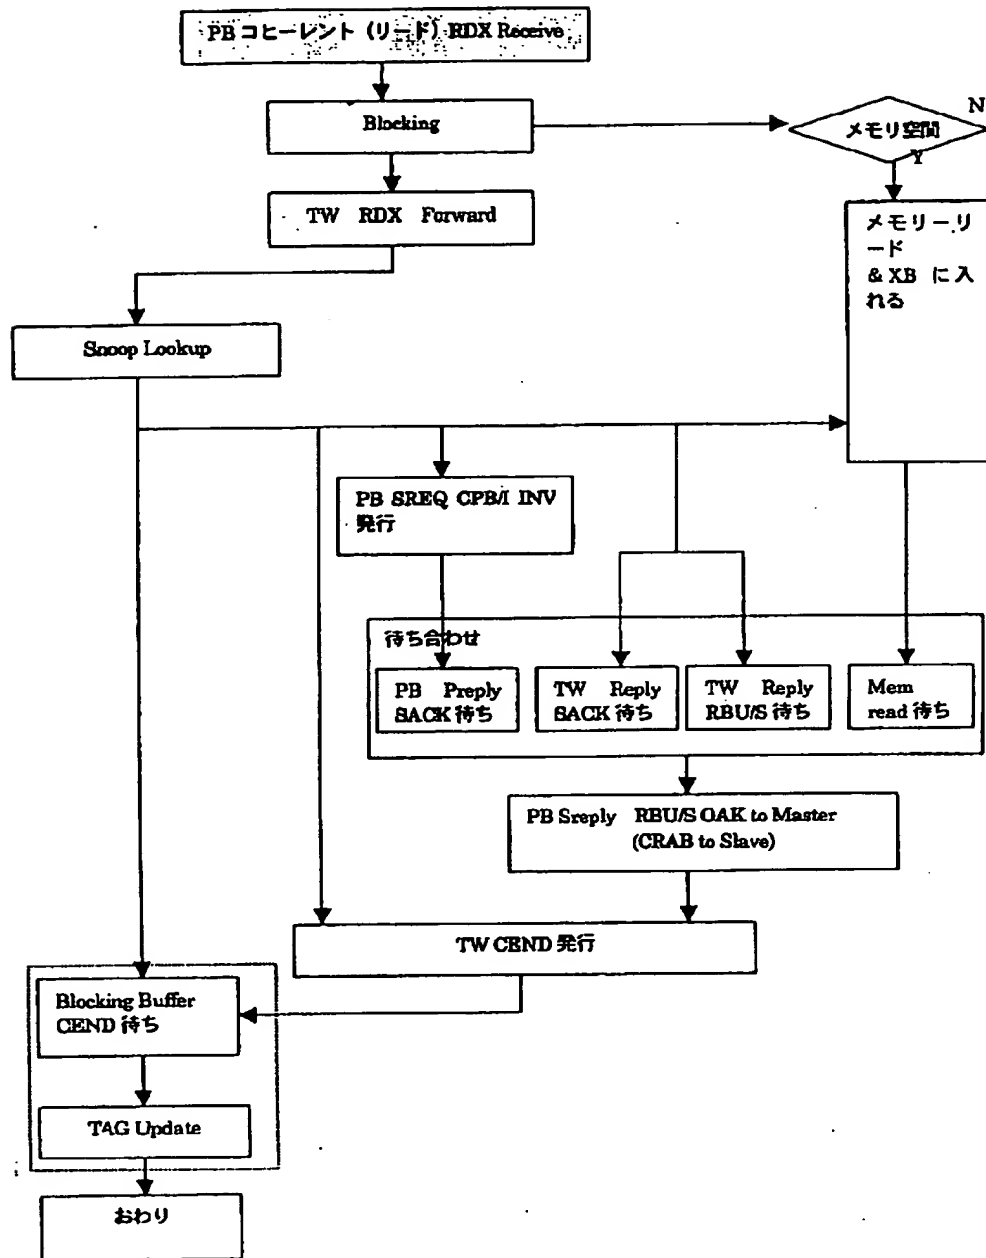 PB コヒーレント（リード）RDX Receive
Blocking
メモリ空間
N
Y
TW RDX Forward
メモリーリ
ード
& XB に入
れる
Snoop Lookup
PB SREQ CPB/I INV
発行
待ち合わせ
PB Preply
SACK 待ち
TW Reply
SACK 待ち
TW Reply
RBU/S 待ち
Mem
read 待ち
PB Sreply RBU/S OAK to Master
(CRAB to Slave)
TW CEND 発行
Blocking Buffer
CEND 待ち
TAG Update
おわり